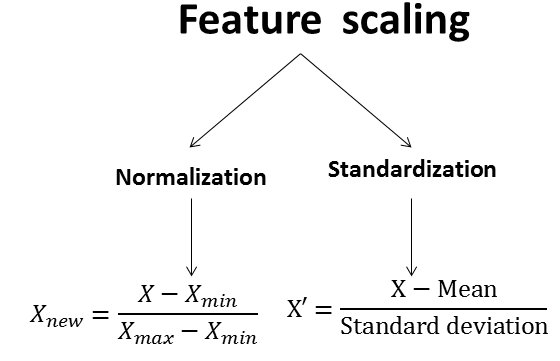 Feature scaling
Normalization
Standardization
X_new = (X − X_min) / (X_max − X_min)
X′ = (X − Mean) / (Standard deviation)